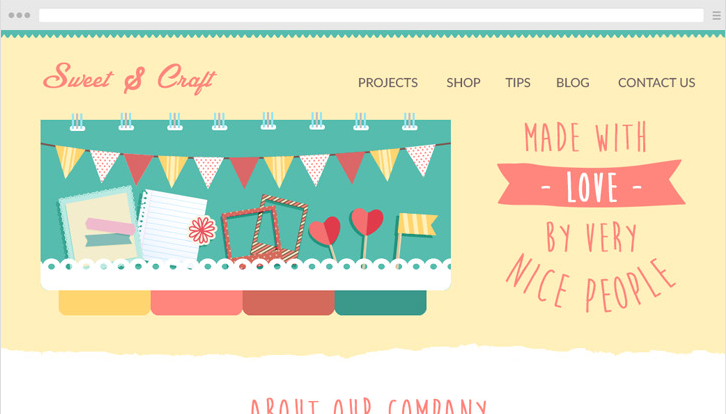 Sweet & Craft
PROJECTS SHOP TIPS BLOG CONTACT US
MADE WITH
- LOVE -
BY VERY
NICE PEOPLE
ABOUT OUR COMPANY